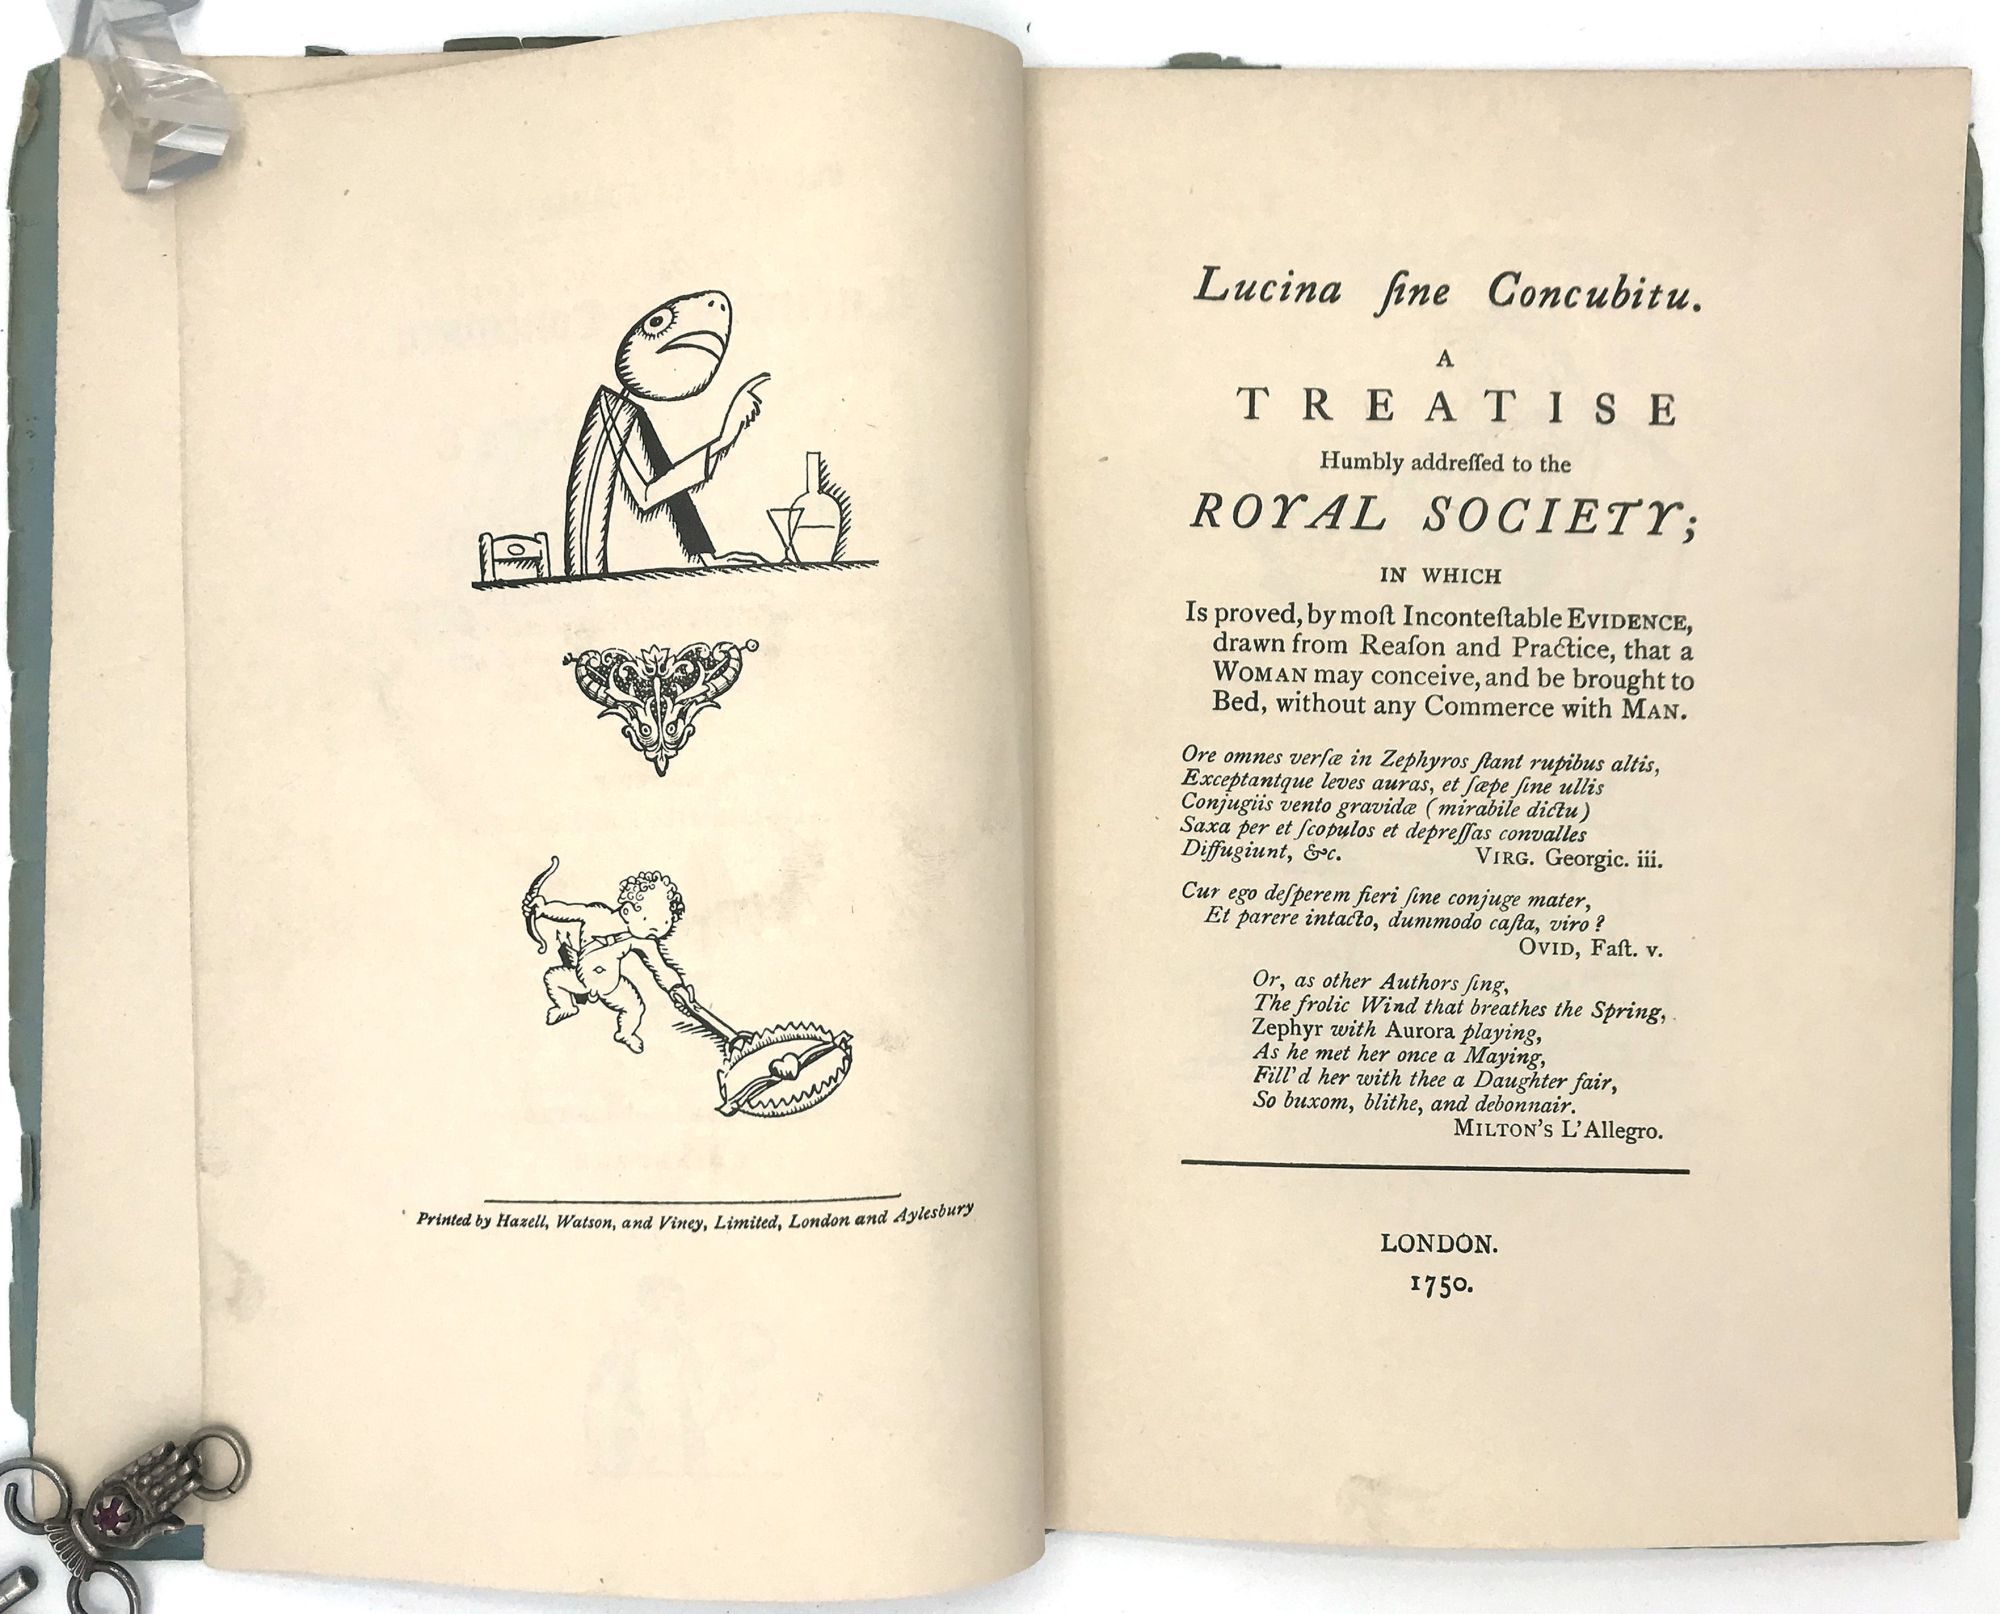 Printed by Hazell, Watson, and Viney, Limited, London and Aylesbury
Lucina ſine Concubitu.
A
TREATISE
Humbly addreſſed to the
ROYAL SOCIETY;
IN WHICH
Is proved, by moſt Inconteſtable EVIDENCE,
drawn from Reaſon and Practice, that a
WOMAN may conceive, and be brought to
Bed, without any Commerce with MAN.
Ore omnes verſæ in Zephyros ſtant rupibus altis,
Exceptantque leves auras, et ſæpe ſine ullis
Conjugiis vento gravidæ (mirabile dictu)
Saxa per et ſcopulos et depreſſas convalles
Diffugiunt, &c. VIRG. Georgic. iii.
Cur ego deſperem fieri ſine conjuge mater,
Et parere intacto, dummodo caſta, viro?
OVID, Faſt. v.
Or, as other Authors ſing,
The frolic Wind that breathes the Spring,
Zephyr with Aurora playing,
As he met her once a Maying,
Fill'd her with thee a Daughter fair,
So buxom, blithe, and debonnair.
MILTON'S L'Allegro.
LONDON.
1750.